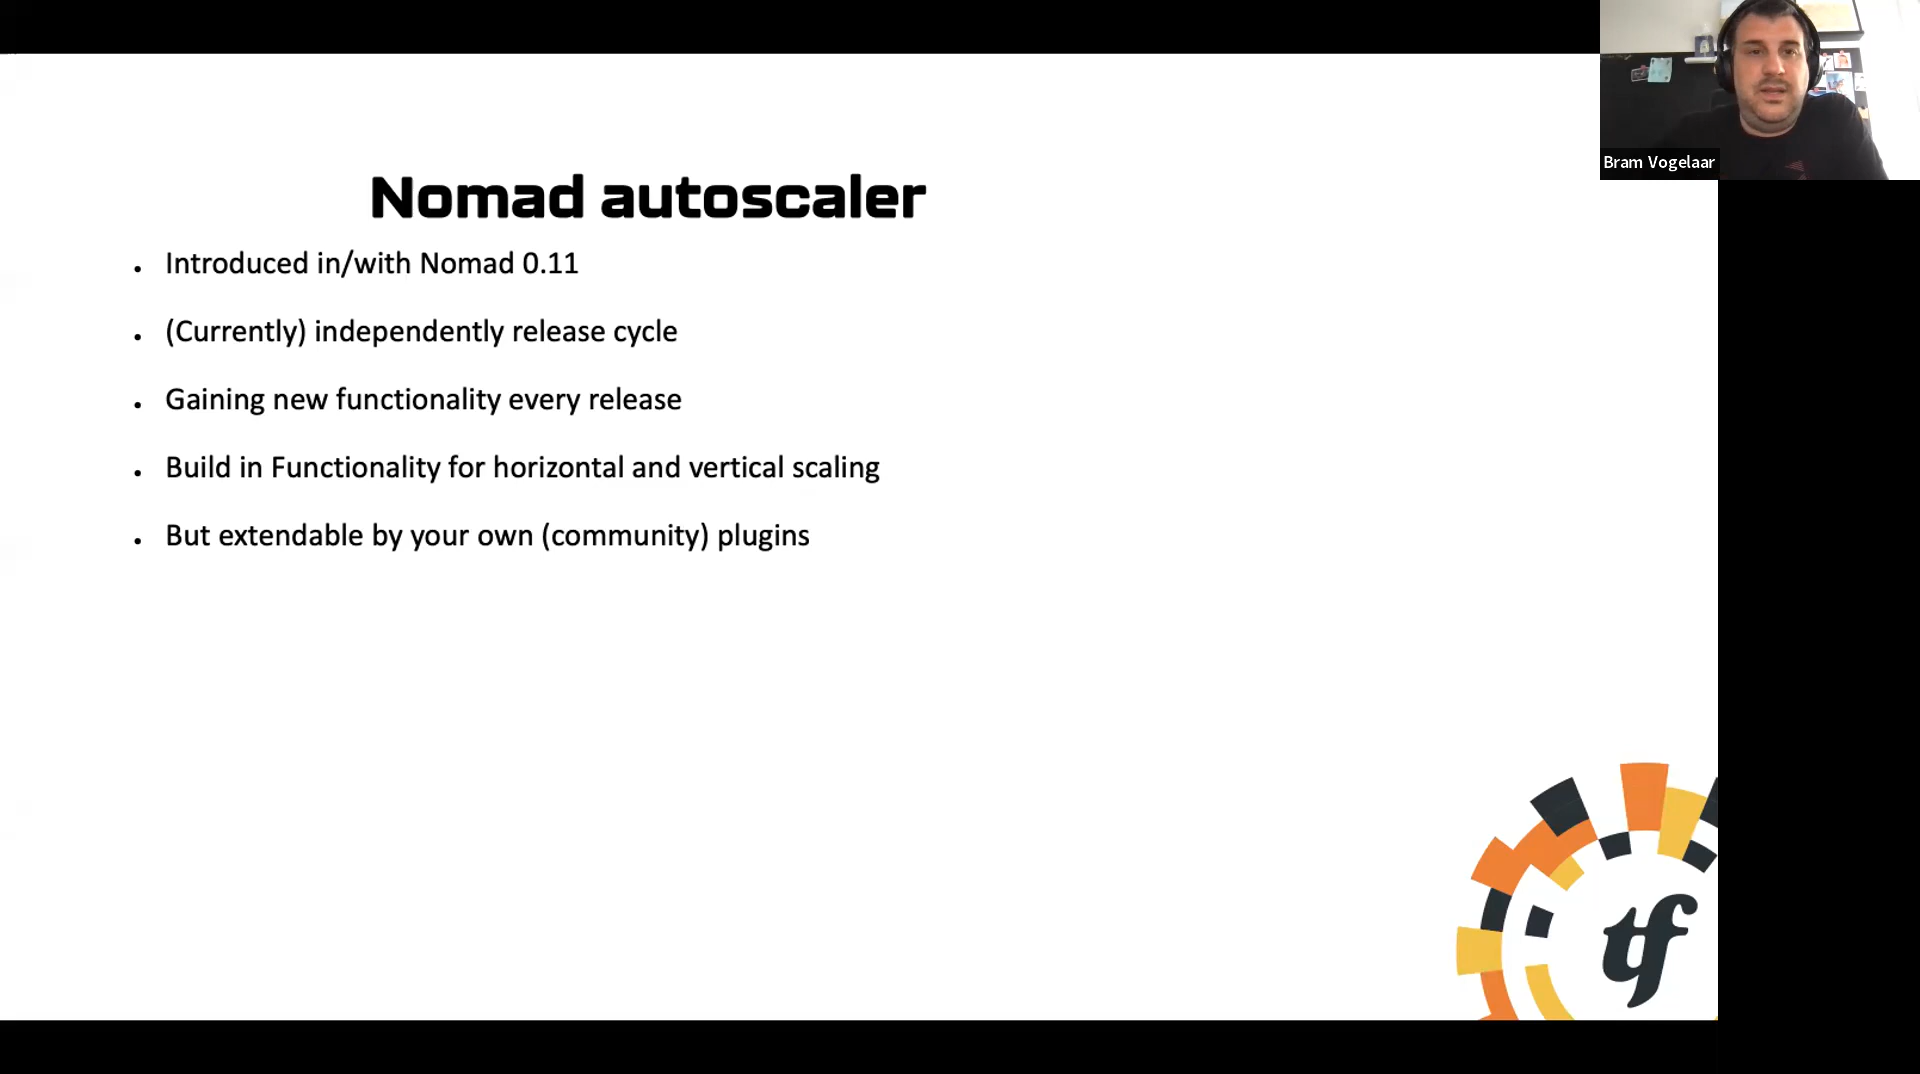 Bram Vogelaar
Nomad autoscaler
• Introduced in/with Nomad 0.11
• (Currently) independently release cycle
• Gaining new functionality every release
• Build in Functionality for horizontal and vertical scaling
• But extendable by your own (community) plugins
tf